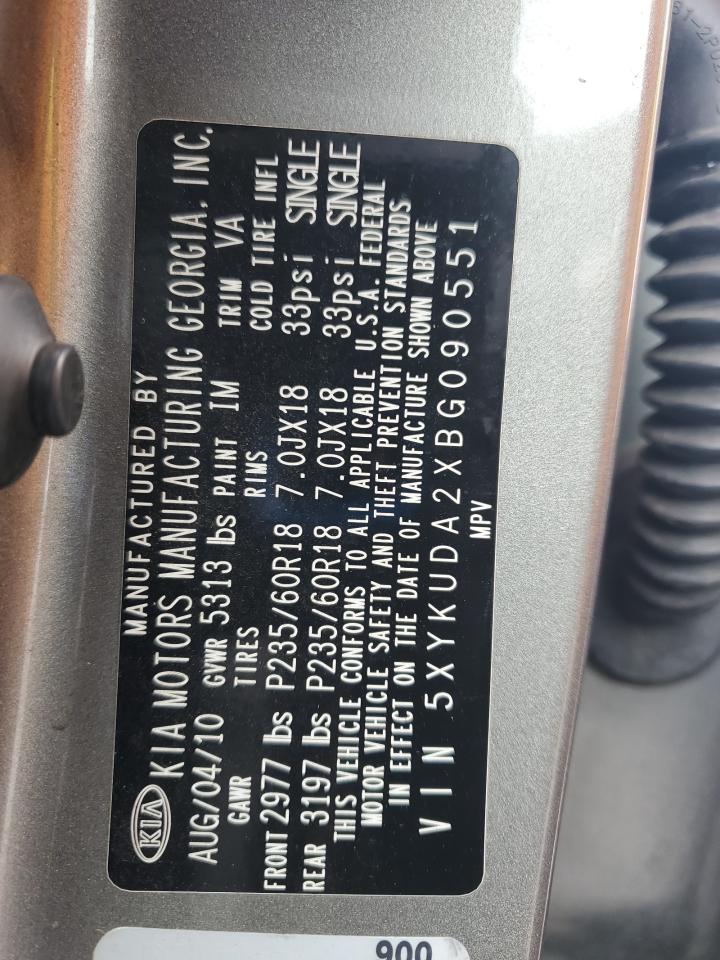 KIA MANUFACTURED BY
KIA MOTORS MANUFACTURING GEORGIA, INC.
AUG/04/10 GVWR 5313 lbs PAINT IM TRIM VA
GAWR TIRES RIMS COLD TIRE INFL
FRONT 2977 lbs P235/60R18 7.0JX18 33psi SINGLE
REAR 3197 lbs P235/60R18 7.0JX18 33psi SINGLE
THIS VEHICLE CONFORMS TO ALL APPLICABLE U.S.A. FEDERAL
MOTOR VEHICLE SAFETY AND THEFT PREVENTION STANDARDS
IN EFFECT ON THE DATE OF MANUFACTURE SHOWN ABOVE
VIN 5XYKUDA2XBG090551
MPV
900